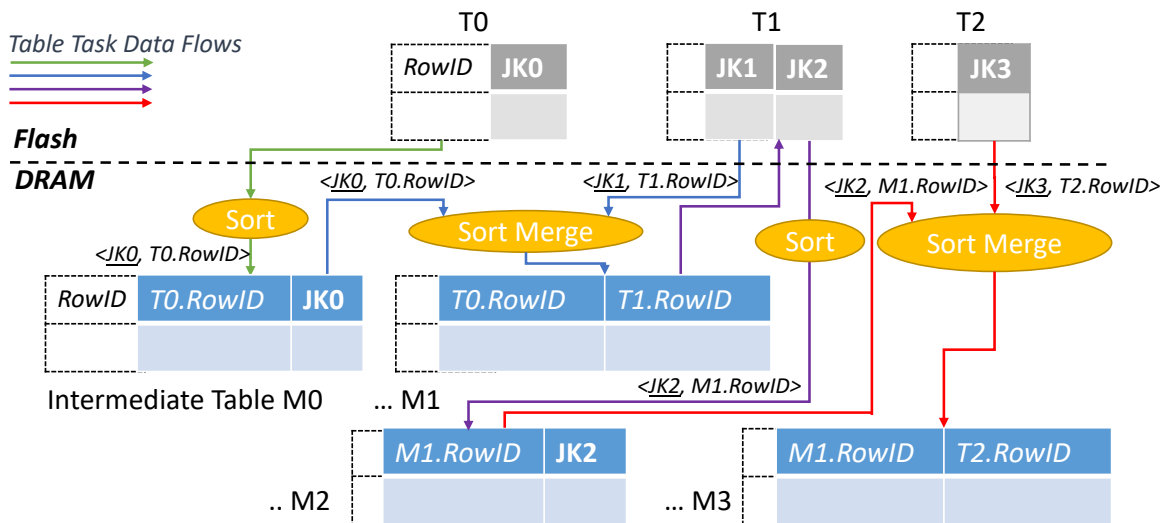 T0 T1 T2
Table Task Data Flows
RowID JK0 JK1 JK2 JK3
Flash
DRAM
<JK0, T0.RowID> <JK1, T1.RowID> <JK2, M1.RowID> <JK3, T2.RowID>
Sort Sort Merge Sort Sort Merge
<JK0, T0.RowID>
RowID T0.RowID JK0 T0.RowID T1.RowID
<JK2, M1.RowID>
Intermediate Table M0 ... M1
M1.RowID JK2 M1.RowID T2.RowID
.. M2 ... M3